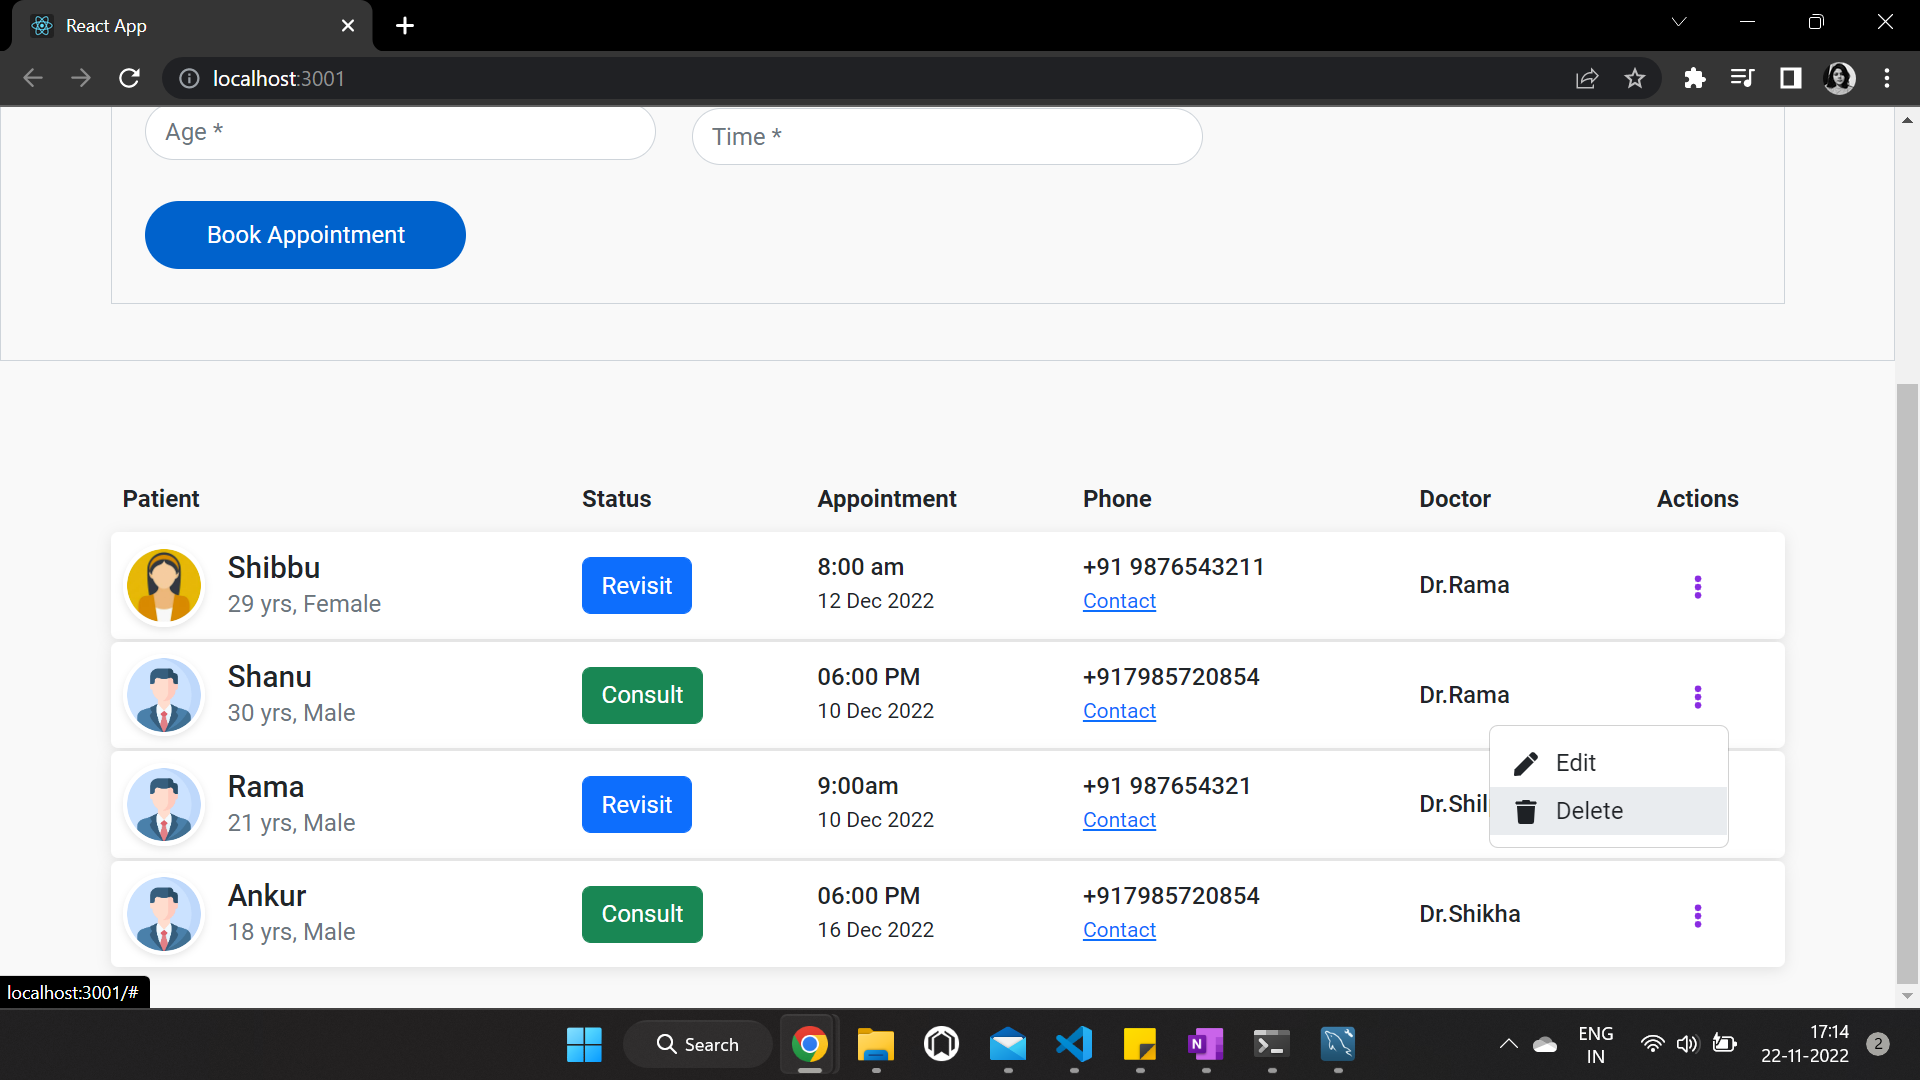 React App
localhost:3001
Age *
Time *
Book Appointment
Patient Status Appointment Phone Doctor Actions
Shibbu
29 yrs, Female
Revisit
8:00 am
12 Dec 2022
+91 9876543211
Contact
Dr.Rama
Shanu
30 yrs, Male
Consult
06:00 PM
10 Dec 2022
+917985720854
Contact
Dr.Rama
Edit
Delete
Rama
21 yrs, Male
Revisit
9:00am
10 Dec 2022
+91 987654321
Contact
Ankur
18 yrs, Male
Consult
06:00 PM
16 Dec 2022
+917985720854
Contact
Dr.Shikha
localhost:3001/#
Search
ENG
IN
17:14
22-11-2022
2